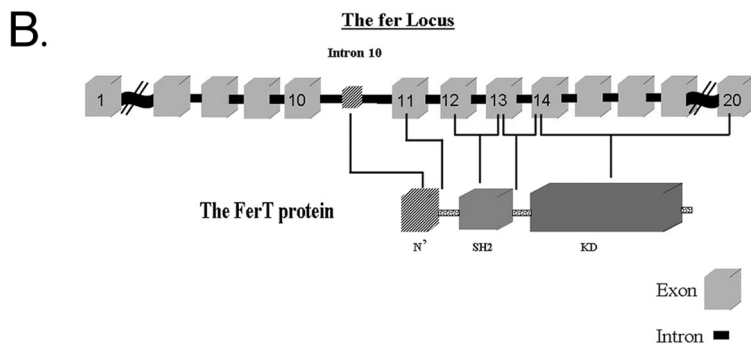 B.
The fer Locus
Intron 10
1 10 11 12 13 14 20
The FerT protein
N’ SH2 KD
Exon
Intron